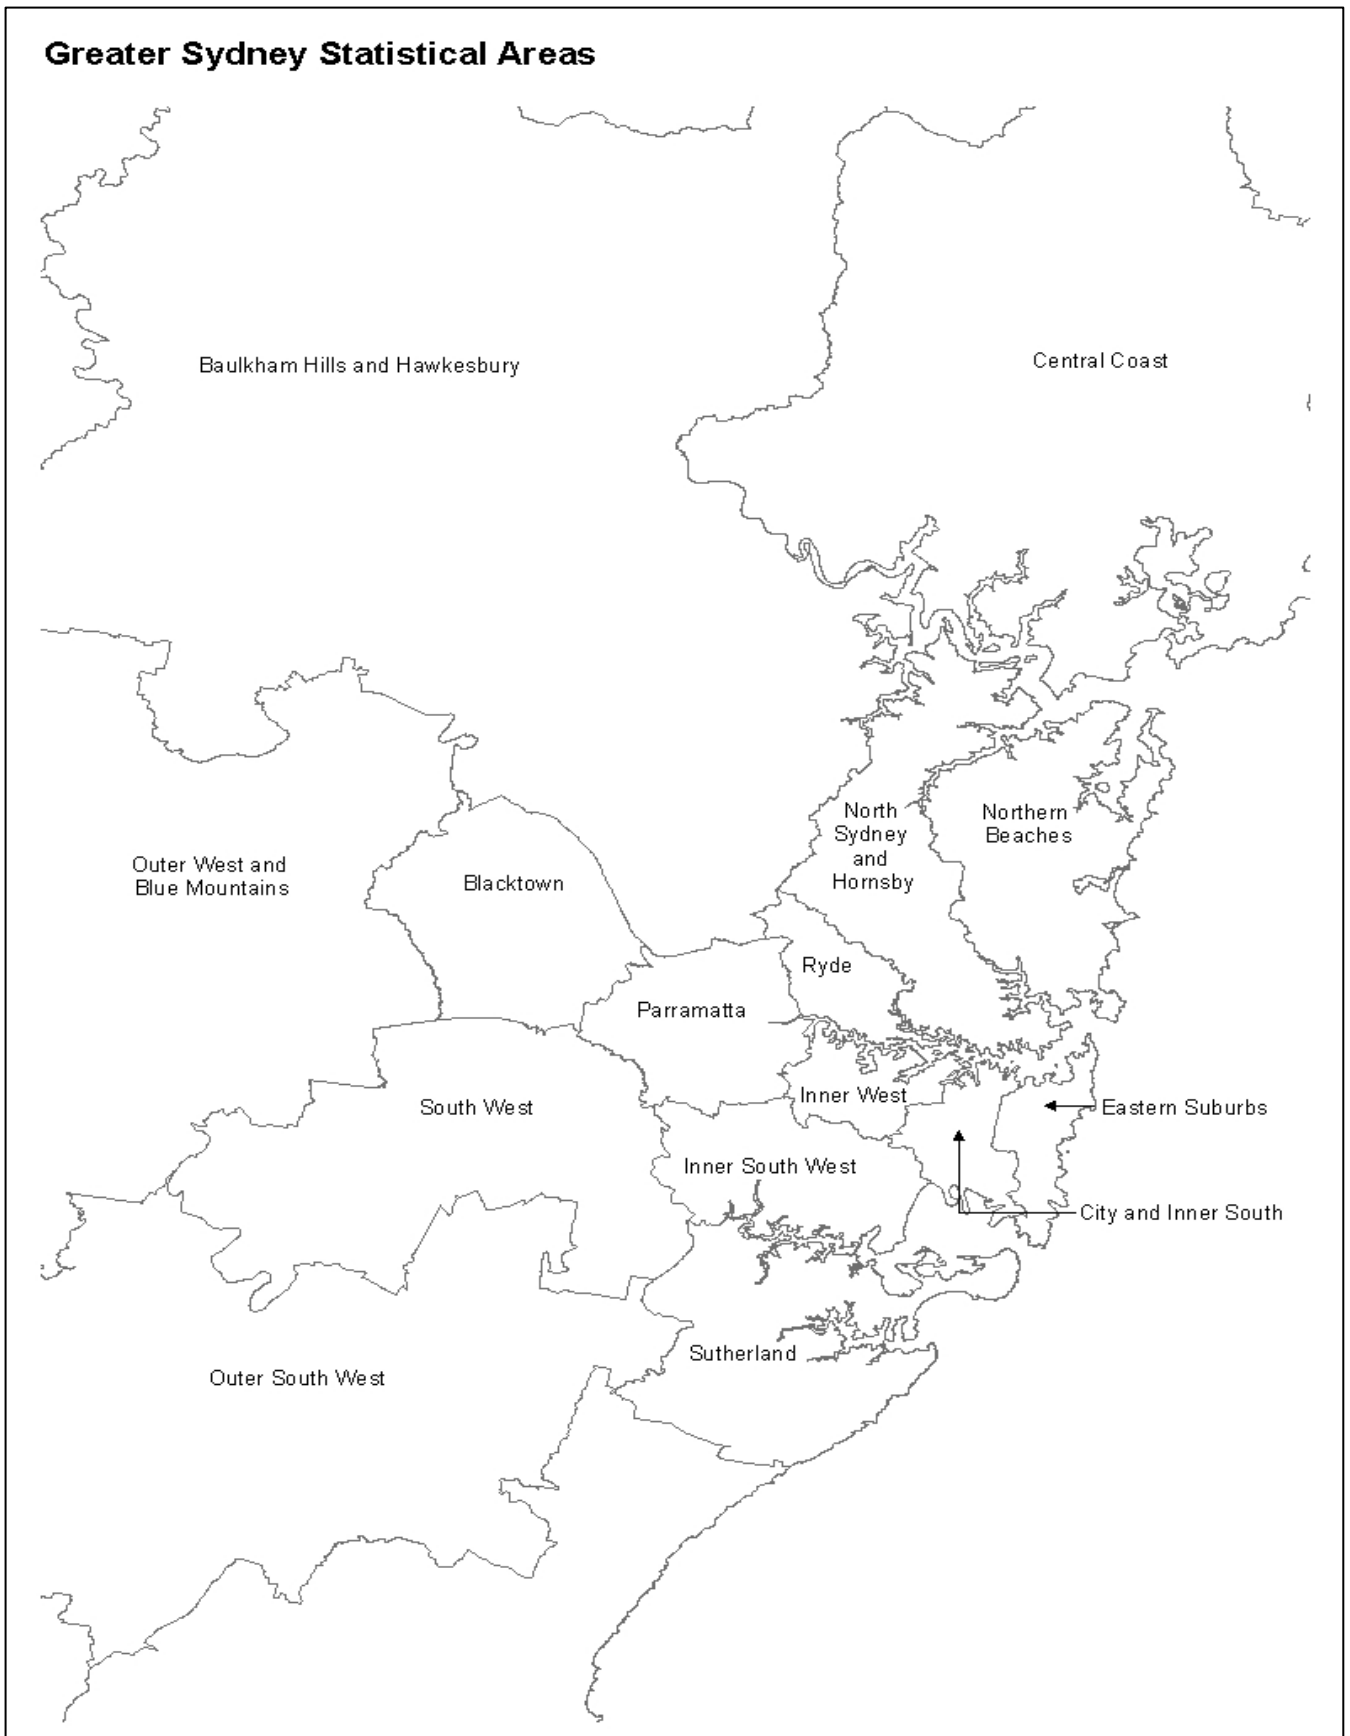 Greater Sydney Statistical Areas
Baulkham Hills and Hawkesbury
Central Coast
North
Sydney
and
Hornsby
Northern
Beaches
Outer West and
Blue Mountains
Blacktown
Ryde
Parramatta
Inner West
South West
Eastern Suburbs
Inner South West
City and Inner South
Sutherland
Outer South West